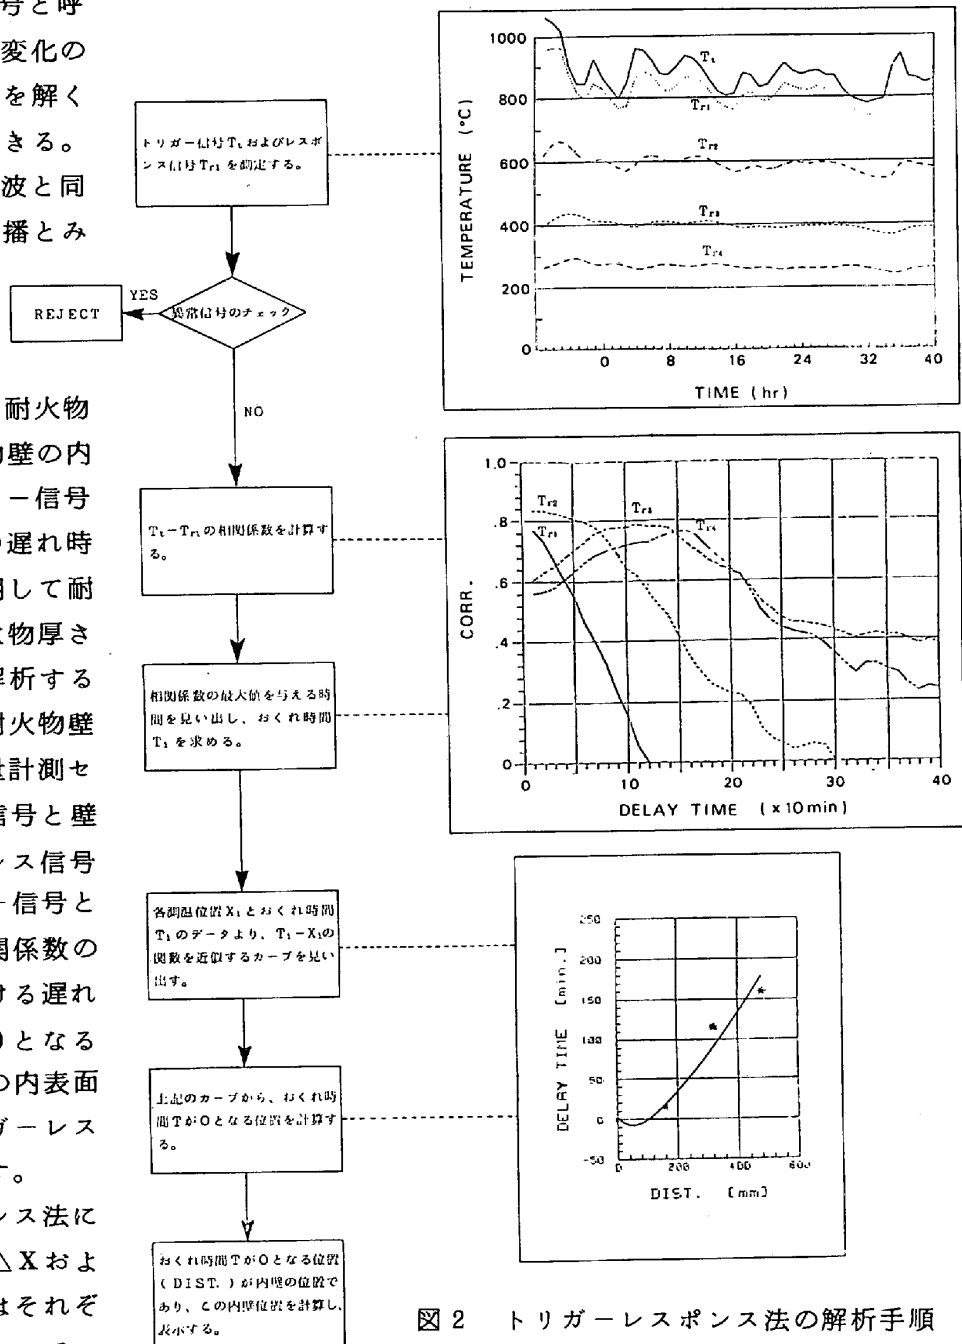 号と呼
変化の
を解く
きる。
波と同
播とみ
耐火物
壁の内
ー信号
の遅れ時
用して耐
火物厚さ
解析する
耐火物壁
計測セ
信号と壁
ンス信号
ー信号と
関係数の
ける遅れ
となる
の内表面
ガーレス
す。
ンス法に
△Xおよ
はそれぞ
トリガー信号Ttおよびレスポ
ンス信号Tr1を測定する。
異常信号のチェック
YES
REJECT
NO
Tt-Tr1の相関係数を計算す
る。
相関係数の最大値を与える時
間を見い出し、おくれ時間
T1を求める。
各測温位置X1とおくれ時間
T1のデータより、T1-X1の
関数を近似するカーブを見い
出す。
上記のカーブから、おくれ時
間Tが0となる位置を計算す
る。
おくれ時間Tが0となる位置
(DIST.)が内壁の位置で
あり、この内壁位置を計算し、
表示する。
TEMPERATURE (°C)
1000
800
600
400
200
0
Tt
Tr1
Tr2
Tr3
Tr4
0 8 16 24 32 40
TIME (hr)
CORR.
1.0
.8
.6
.4
.2
0
Tr2
Tr1
Tr3
Tr4
0 10 20 30 40
DELAY TIME (x10min)
DELAY TIME [min.]
250
200
150
100
50
0
-50
0 200 400 600
DIST. [mm]
図2 トリガーレスポンス法の解析手順